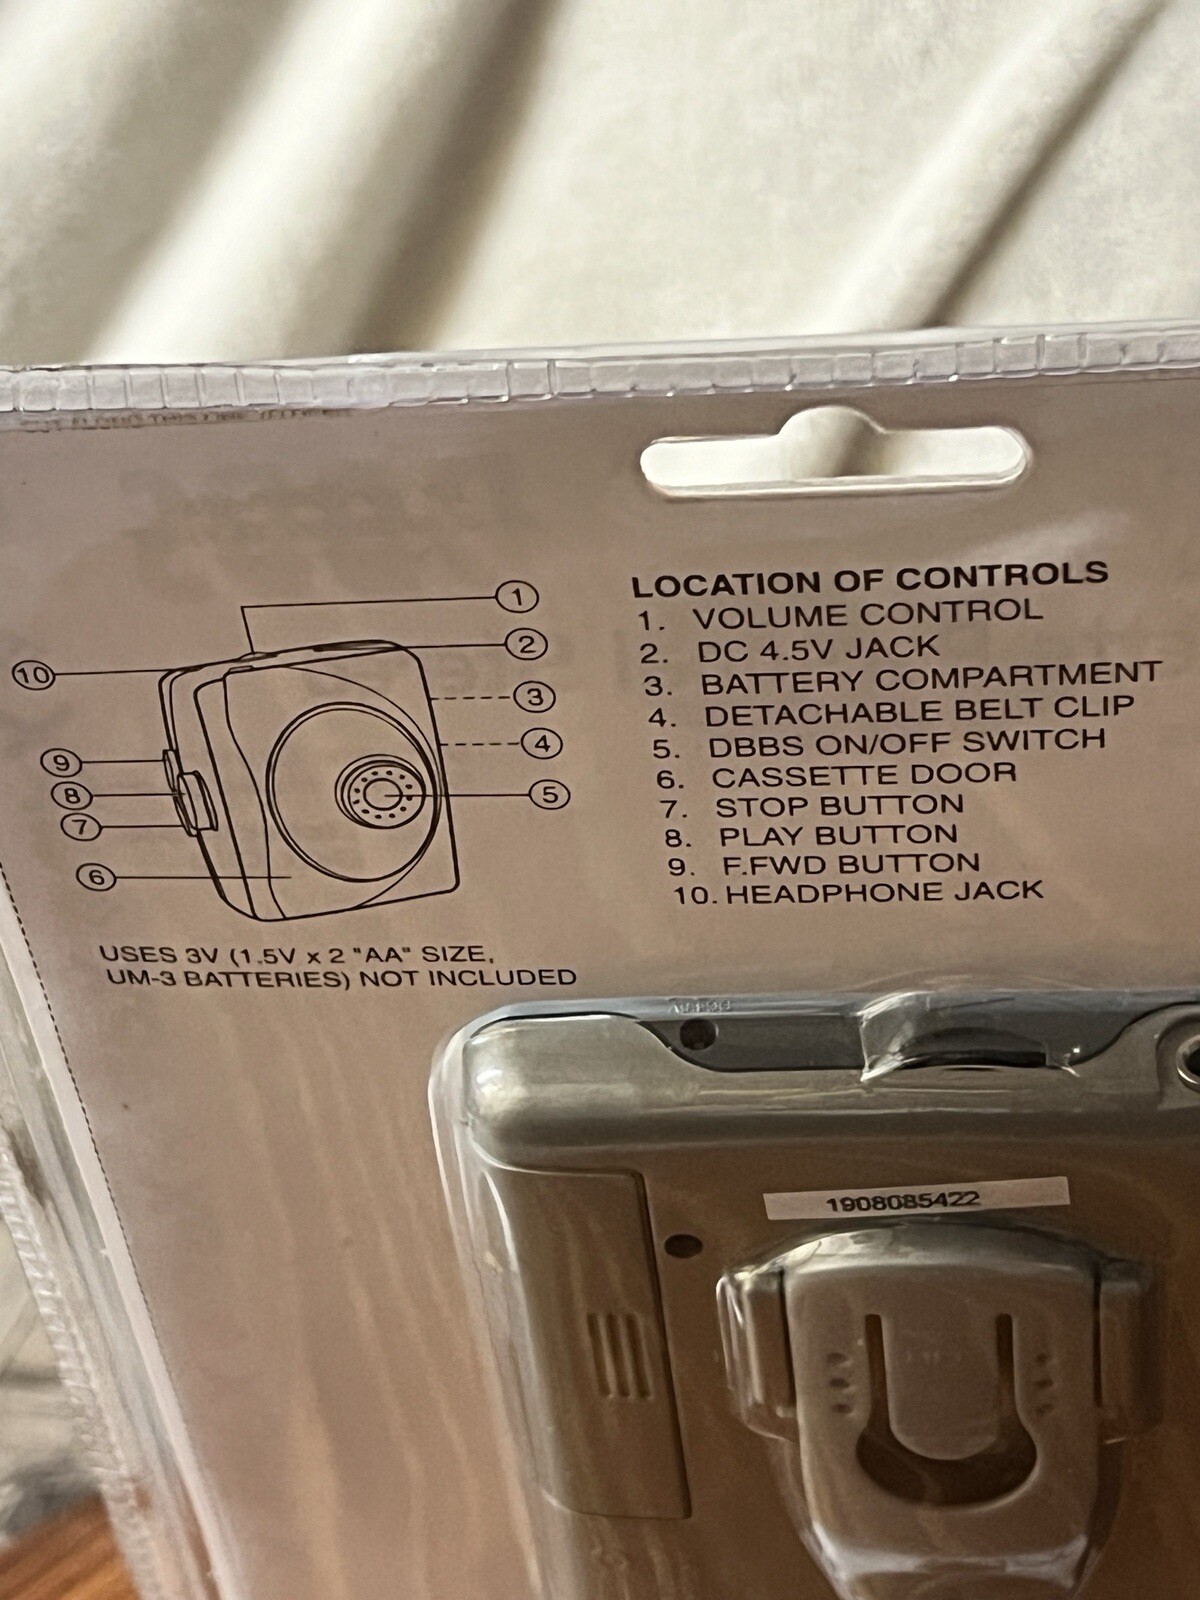 LOCATION OF CONTROLS
1. VOLUME CONTROL
2. DC 4.5V JACK
3. BATTERY COMPARTMENT
4. DETACHABLE BELT CLIP
5. DBBS ON/OFF SWITCH
6. CASSETTE DOOR
7. STOP BUTTON
8. PLAY BUTTON
9. F.FWD BUTTON
10. HEADPHONE JACK
1
2
3
4
5
10
9
8
7
6
USES 3V (1.5V x 2 "AA" SIZE,
UM-3 BATTERIES) NOT INCLUDED
1908085422